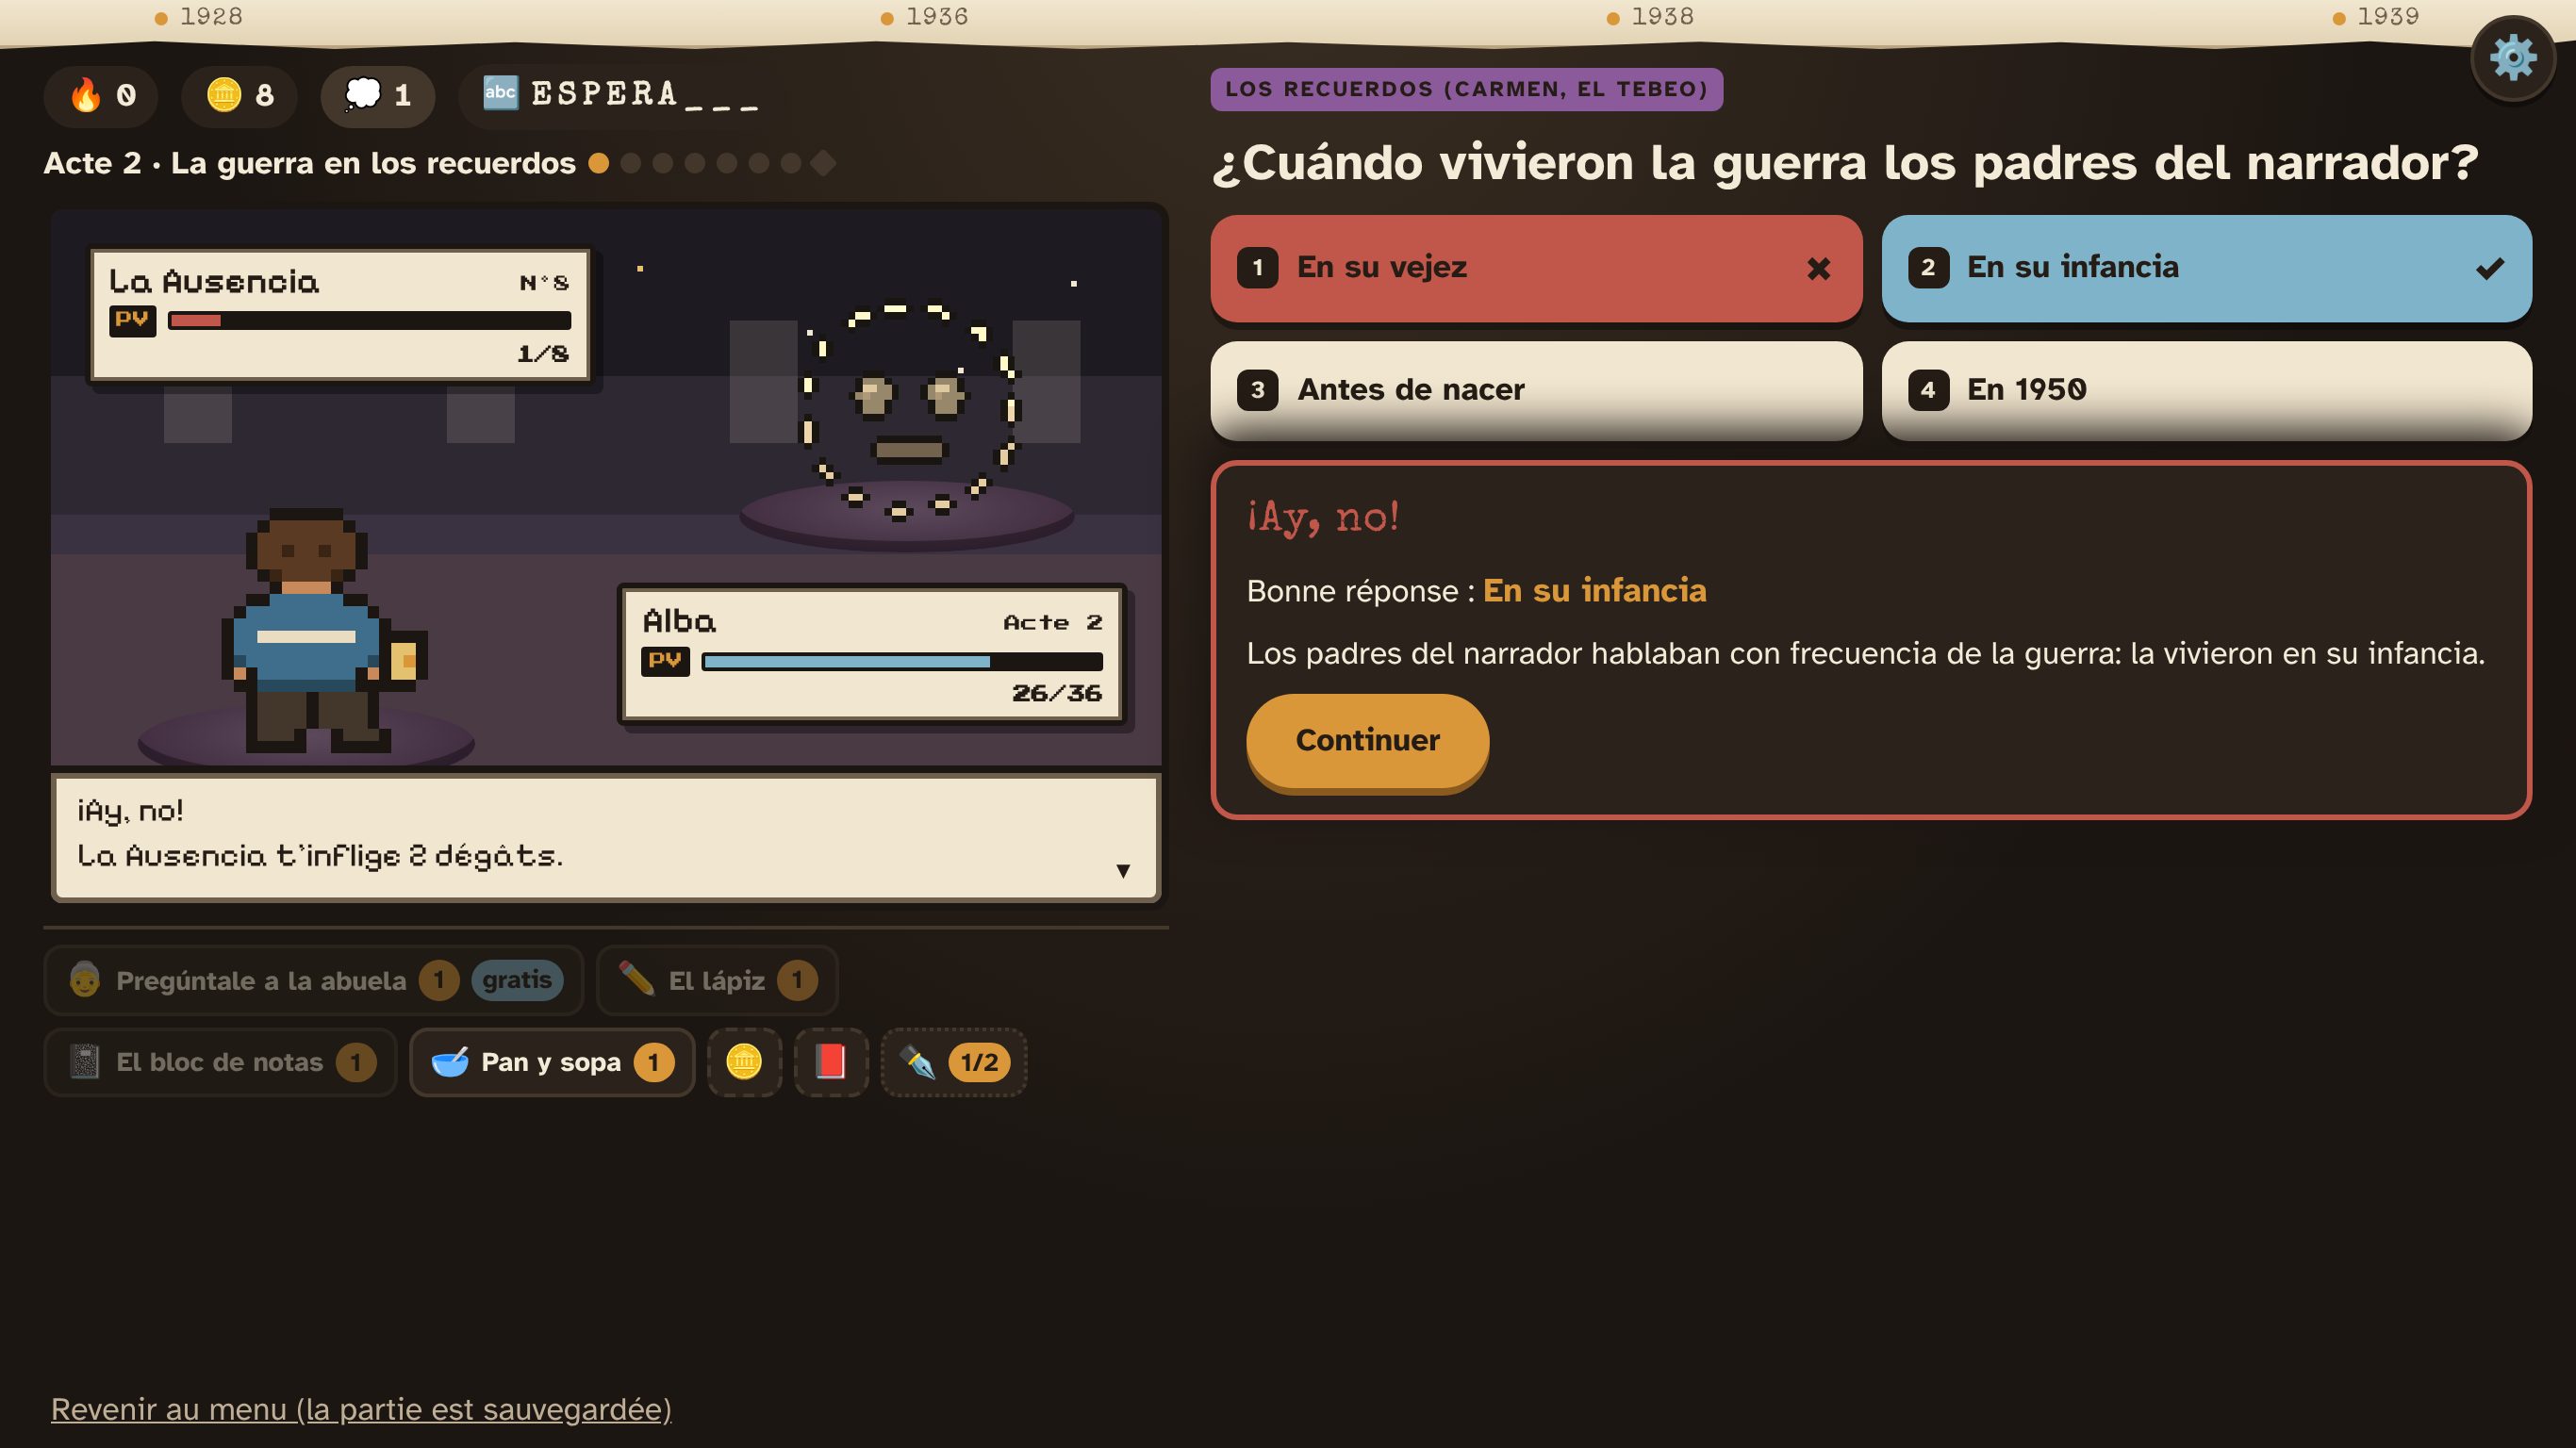 1928 1936 1938 1939
0 8 1 abc ESPERA___
Acte 2 · La guerra en los recuerdos
La Ausencia N°8
PV
1/8
Alba Acte 2
PV
26/36
¡Ay, no!
La Ausencia t'inflige 2 dégâts.
Pregúntale a la abuela 1 gratis El lápiz 1
El bloc de notas 1 Pan y sopa 1 1/2
Revenir au menu (la partie est sauvegardée)
LOS RECUERDOS (CARMEN, EL TEBEO)
¿Cuándo vivieron la guerra los padres del narrador?
1 En su vejez
2 En su infancia
3 Antes de nacer
4 En 1950
¡Ay, no!
Bonne réponse : En su infancia
Los padres del narrador hablaban con frecuencia de la guerra: la vivieron en su infancia.
Continuer